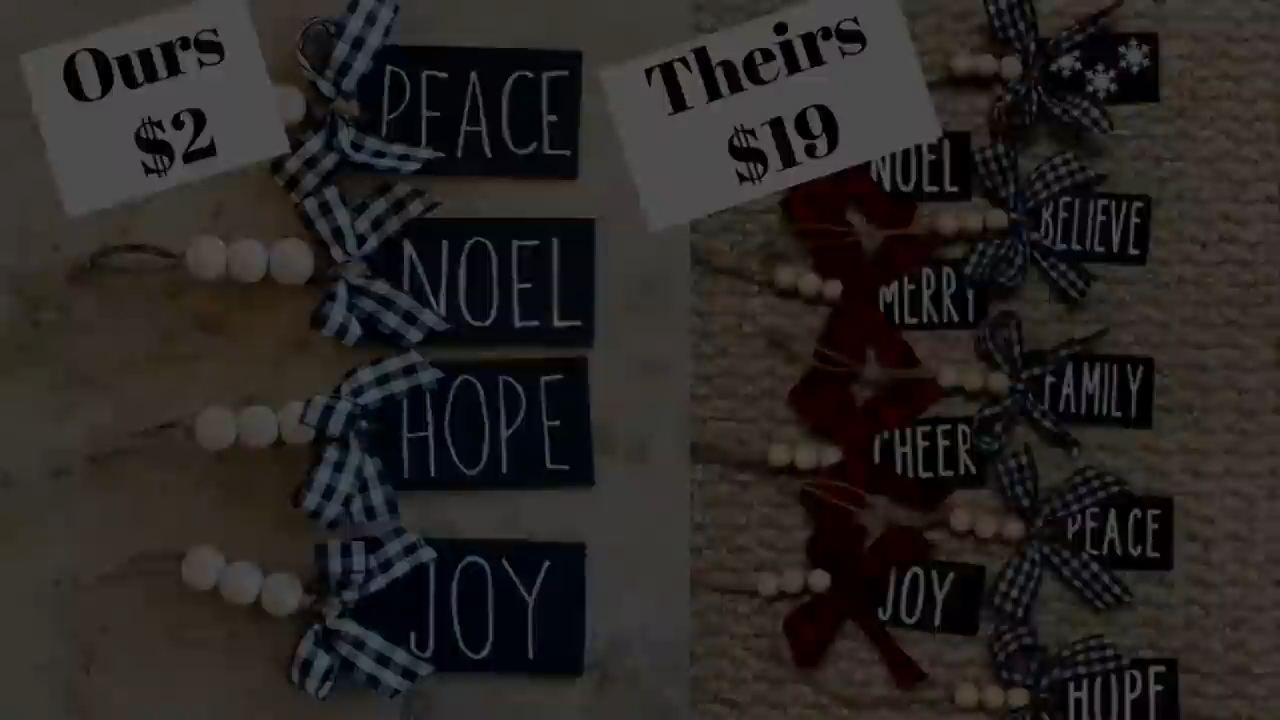 Ours
$2
PEACE
NOEL
HOPE
JOY
Theirs
$19
NOEL
BELIEVE
MERRY
FAMILY
CHEER
PEACE
JOY
HOPE